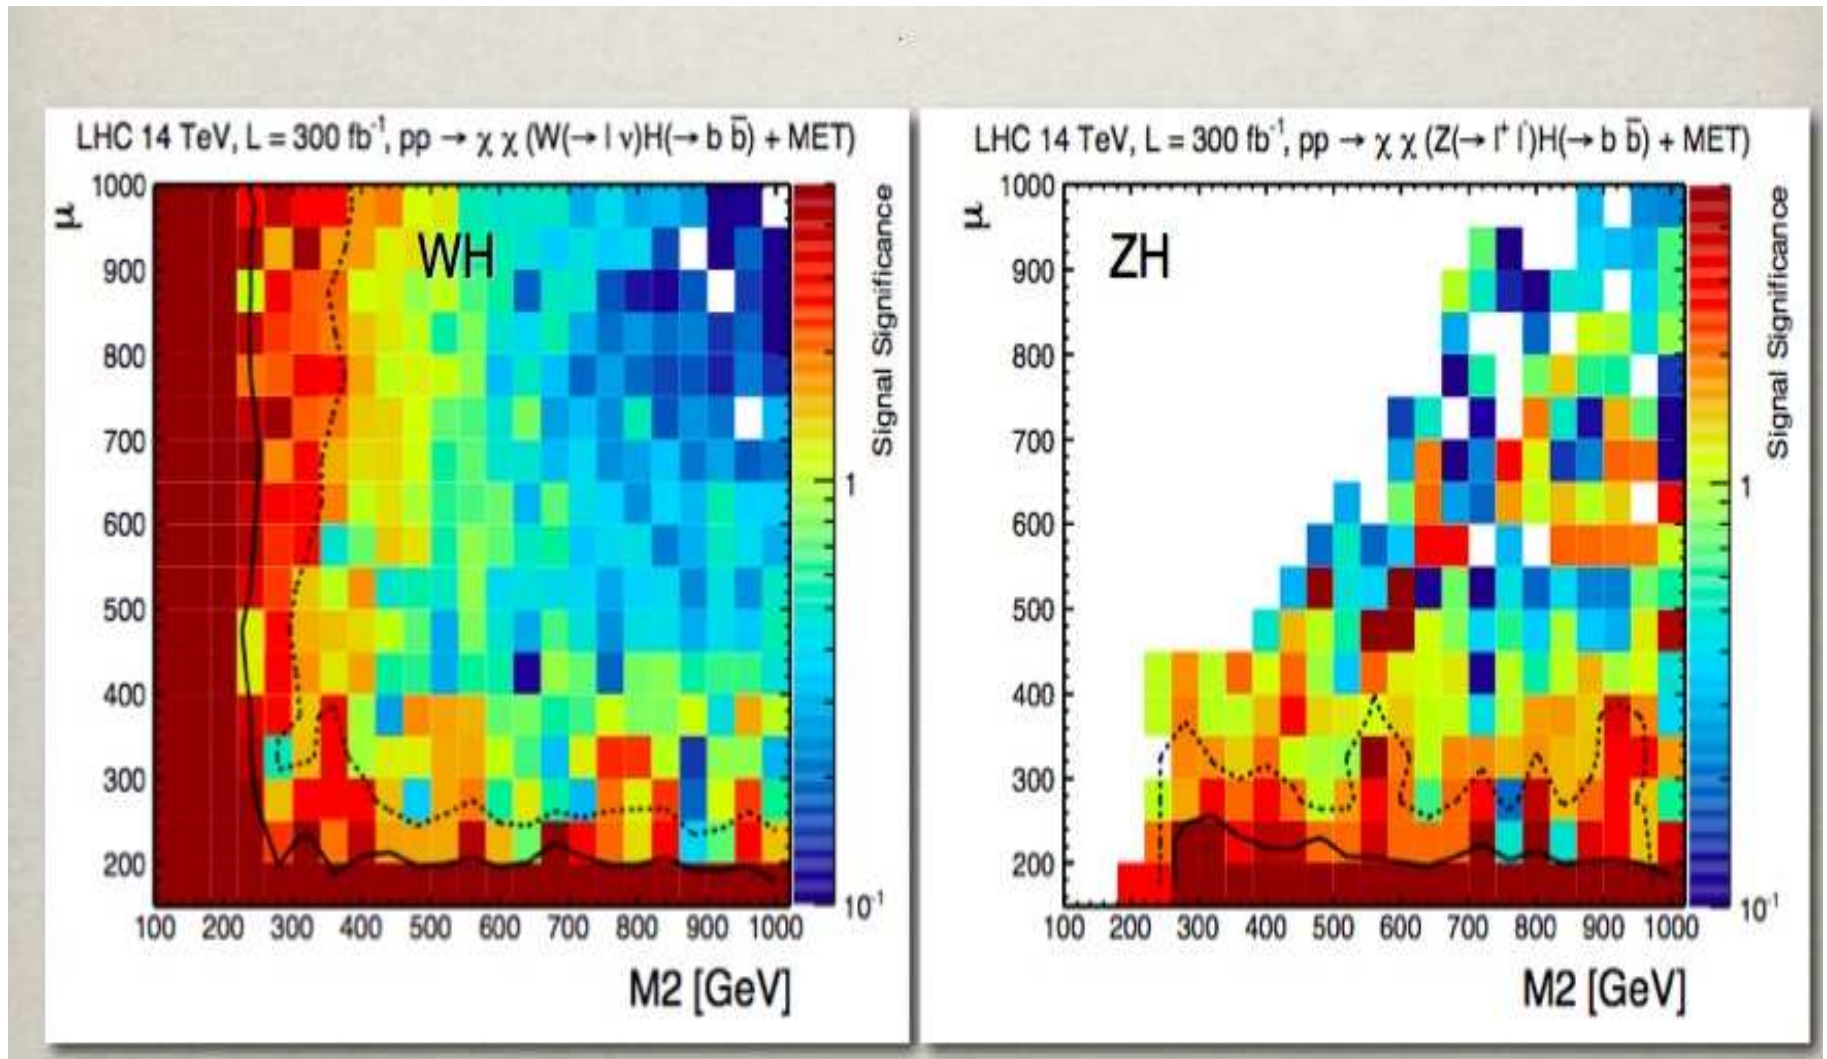 LHC 14 TeV, L = 300 fb⁻¹, pp → χ χ (W(→ l ν)H(→ b b̅) + MET)
μ
WH
1000
900
800
700
600
500
400
300
200
100 200 300 400 500 600 700 800 900 1000
M2 [GeV]
Signal Significance
1
10⁻¹
LHC 14 TeV, L = 300 fb⁻¹, pp → χ χ (Z(→ l⁺ l⁻)H(→ b b̅) + MET)
μ
ZH
1000
900
800
700
600
500
400
300
200
100 200 300 400 500 600 700 800 900 1000
M2 [GeV]
Signal Significance
1
10⁻¹